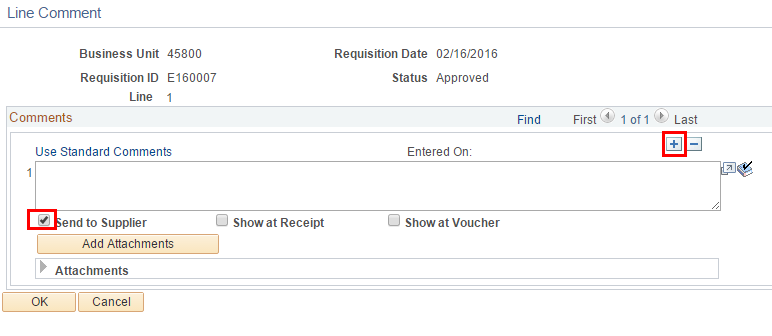 Line Comment
Business Unit 45800 Requisition Date 02/16/2016
Requisition ID E160007 Status Approved
Line 1
Comments Find First 1 of 1 Last
Use Standard Comments Entered On:
1
Send to Supplier Show at Receipt Show at Voucher
Add Attachments
Attachments
OK Cancel